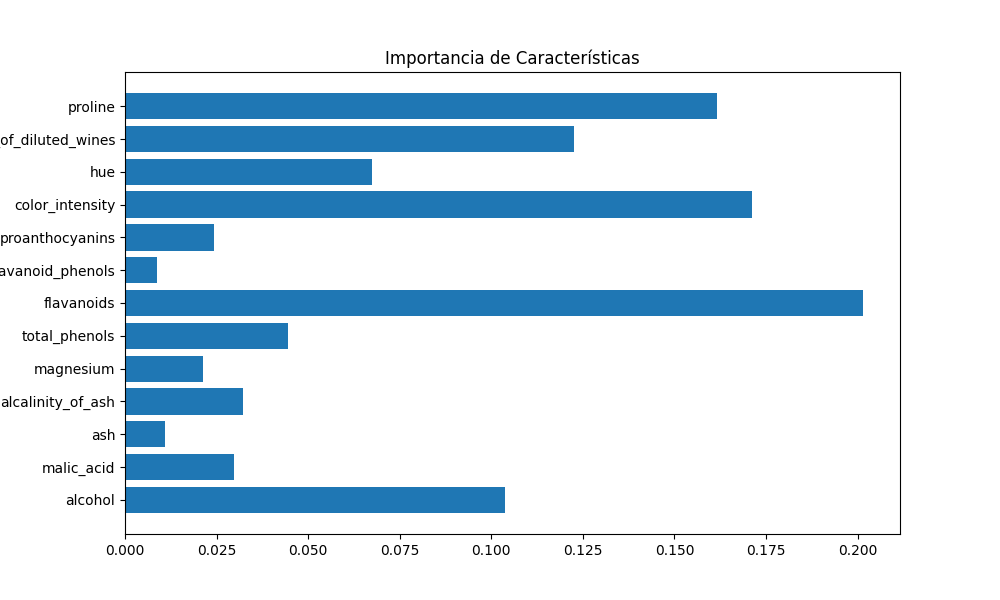 Importancia de Características
proline
of_diluted_wines
hue
color_intensity
proanthocyanins
avanoid_phenols
flavanoids
total_phenols
magnesium
alcalinity_of_ash
ash
malic_acid
alcohol
0.000 0.025 0.050 0.075 0.100 0.125 0.150 0.175 0.200